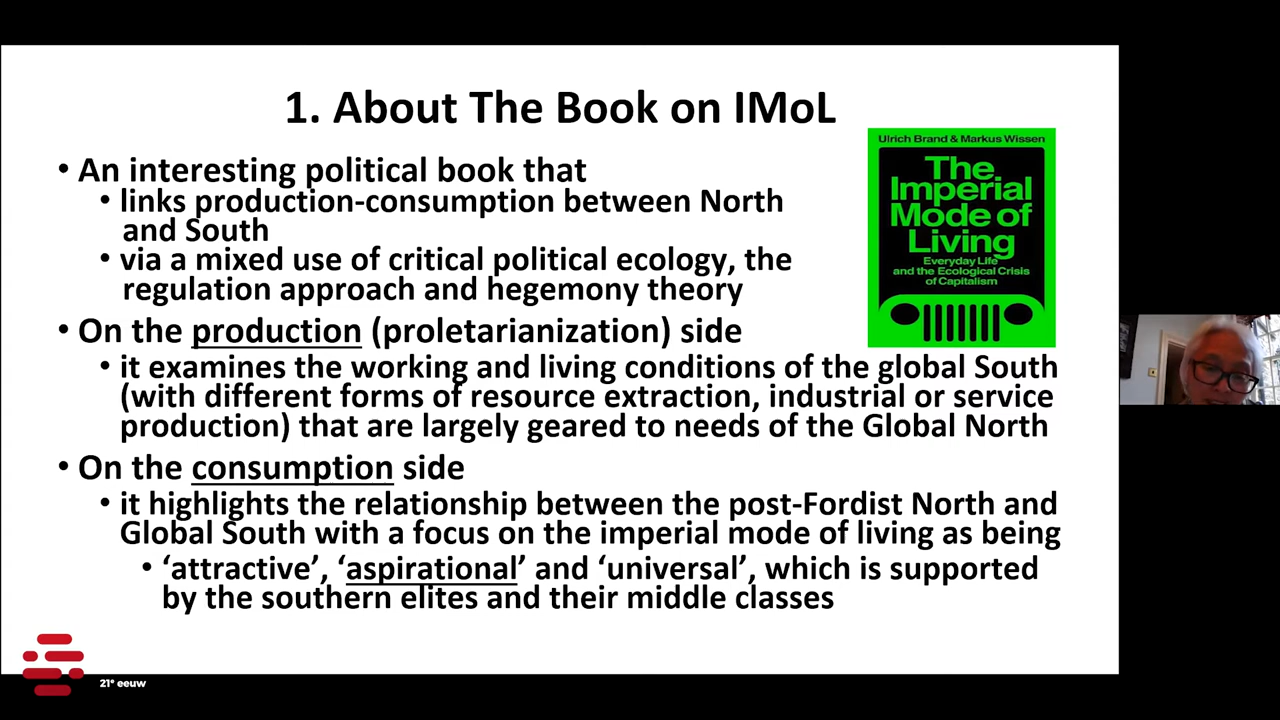 1. About The Book on IMoL
• An interesting political book that
• links production-consumption between North
and South
• via a mixed use of critical political ecology, the
regulation approach and hegemony theory
• On the production (proletarianization) side
• it examines the working and living conditions of the global South
(with different forms of resource extraction, industrial or service
production) that are largely geared to needs of the Global North
• On the consumption side
• it highlights the relationship between the post-Fordist North and
Global South with a focus on the imperial mode of living as being
• ‘attractive’, ‘aspirational’ and ‘universal’, which is supported
by the southern elites and their middle classes
Ulrich Brand & Markus Wissen
The
Imperial
Mode of
Living
Everyday Life
and the Ecological Crisis
of Capitalism
21e eeuw